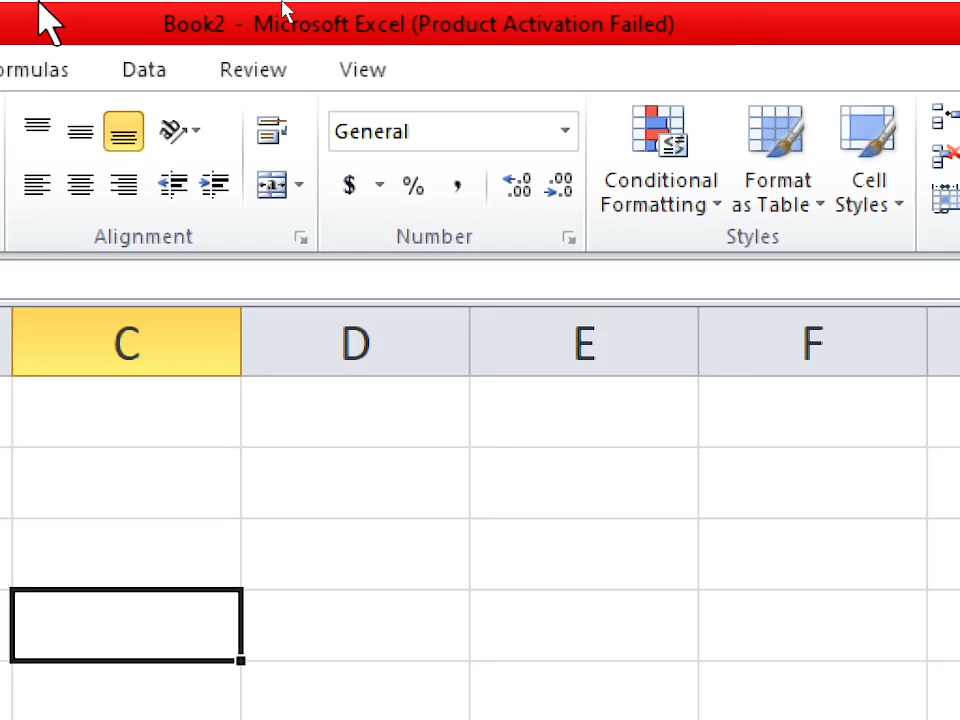 Book2 - Microsoft Excel (Product Activation Failed)
ormulas Data Review View
General
$ % , .0 .00 .00 .0
Conditional Formatting
Format as Table
Cell Styles
Alignment Number Styles
C D E F